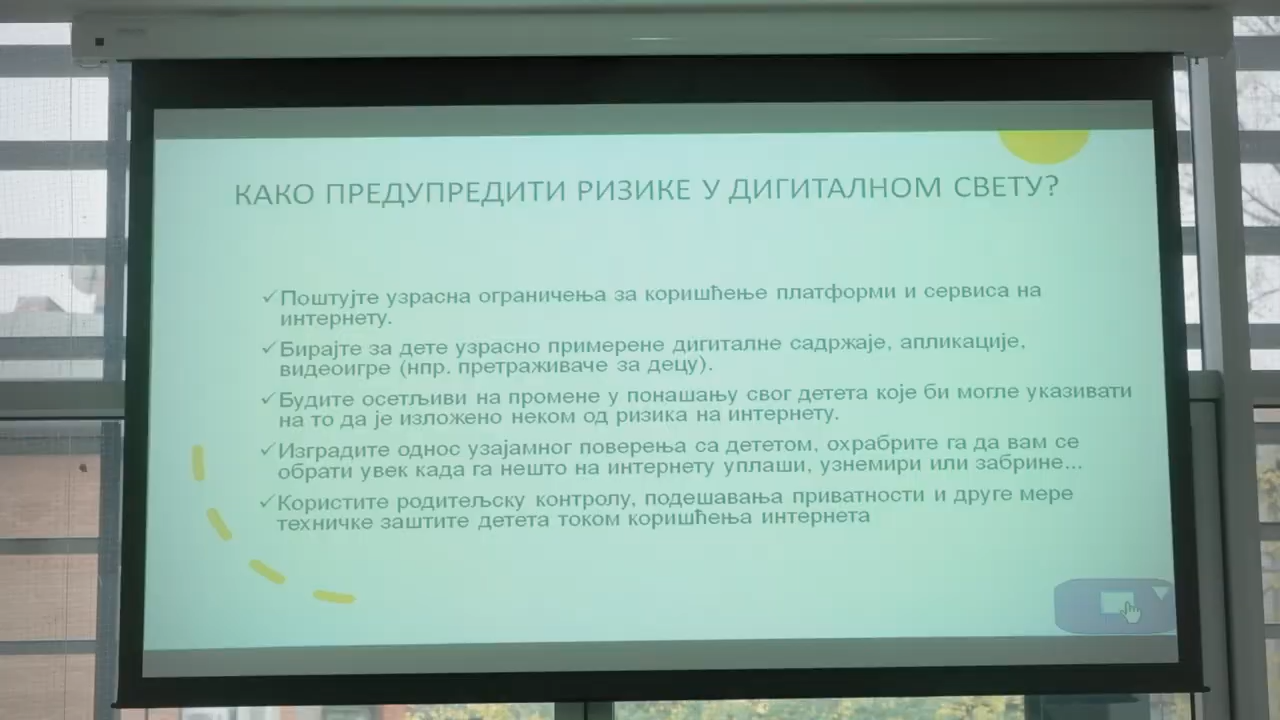 КАКО ПРЕДУПРЕДИТИ РИЗИКЕ У ДИГИТАЛНОМ СВЕТУ?
✓Поштујте узрасна ограничења за коришћење платформи и сервиса на
интернету.
✓Бирајте за дете узрасно примерене дигиталне садржаје, апликације,
видеоигре (нпр. претраживаче за децу).
✓Будите осетљиви на промене у понашању свог детета које би могле указивати
на то да је изложено неком од ризика на интернету.
✓Изградите однос узајамног поверења са дететом, охрабрите га да вам се
обрати увек када га нешто на интернету уплаши, узнемири или забрине...
✓Користите родитељску контролу, подешавања приватности и друге мере
техничке заштите детета током коришћења интернета